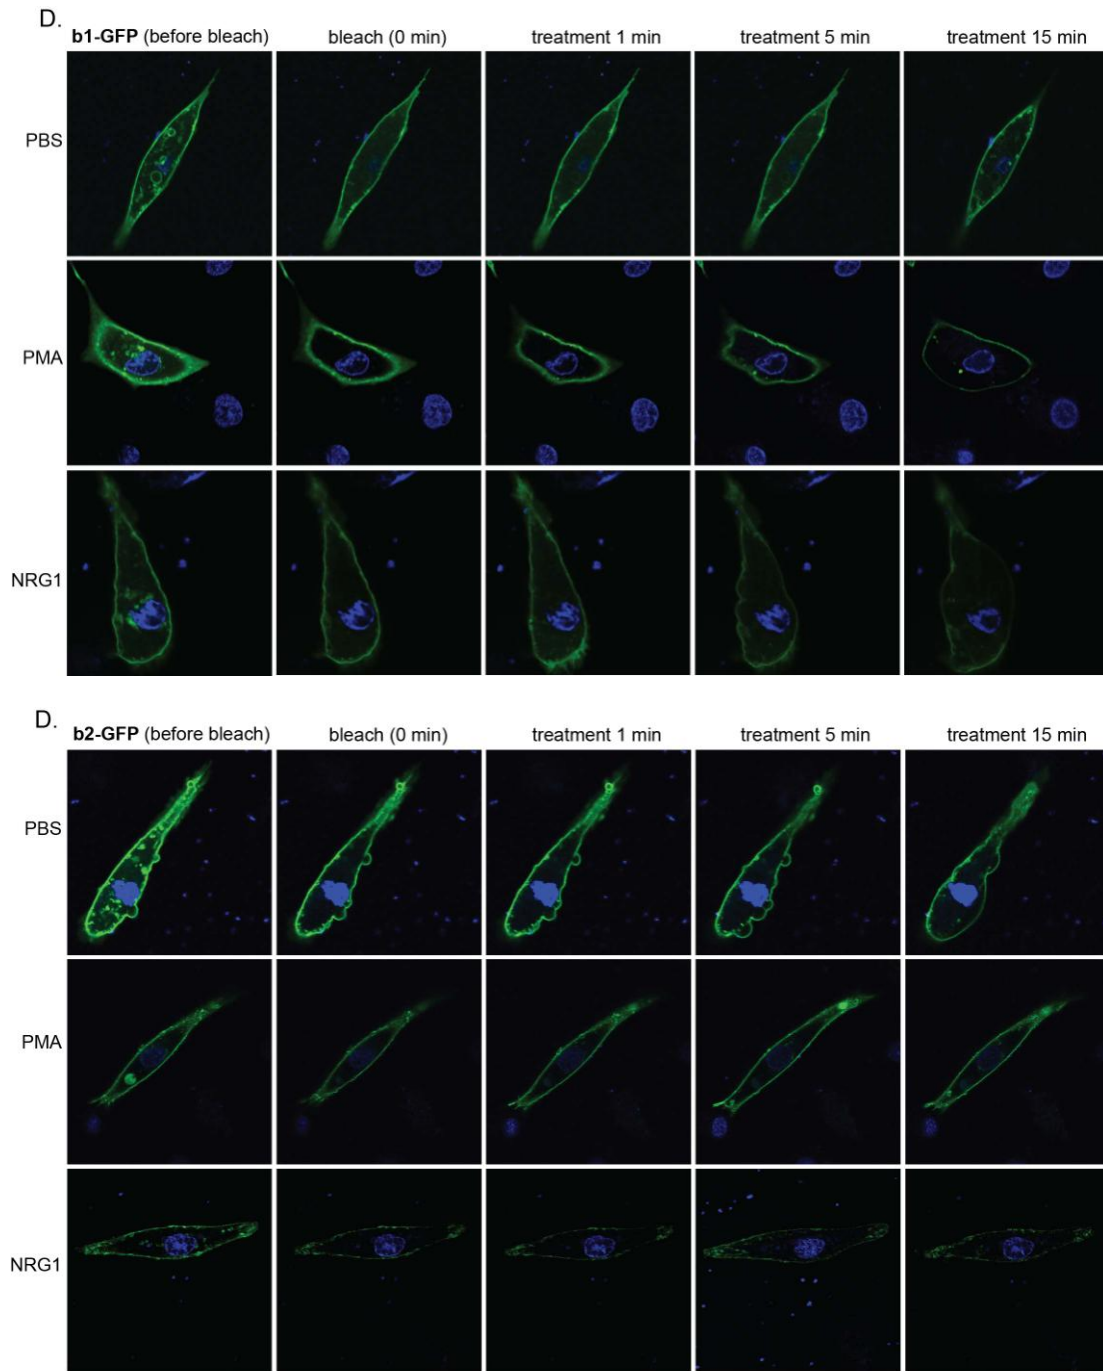 D.
b1-GFP (before bleach) bleach (0 min) treatment 1 min treatment 5 min treatment 15 min
PBS
PMA
NRG1
D.
b2-GFP (before bleach) bleach (0 min) treatment 1 min treatment 5 min treatment 15 min
PBS
PMA
NRG1